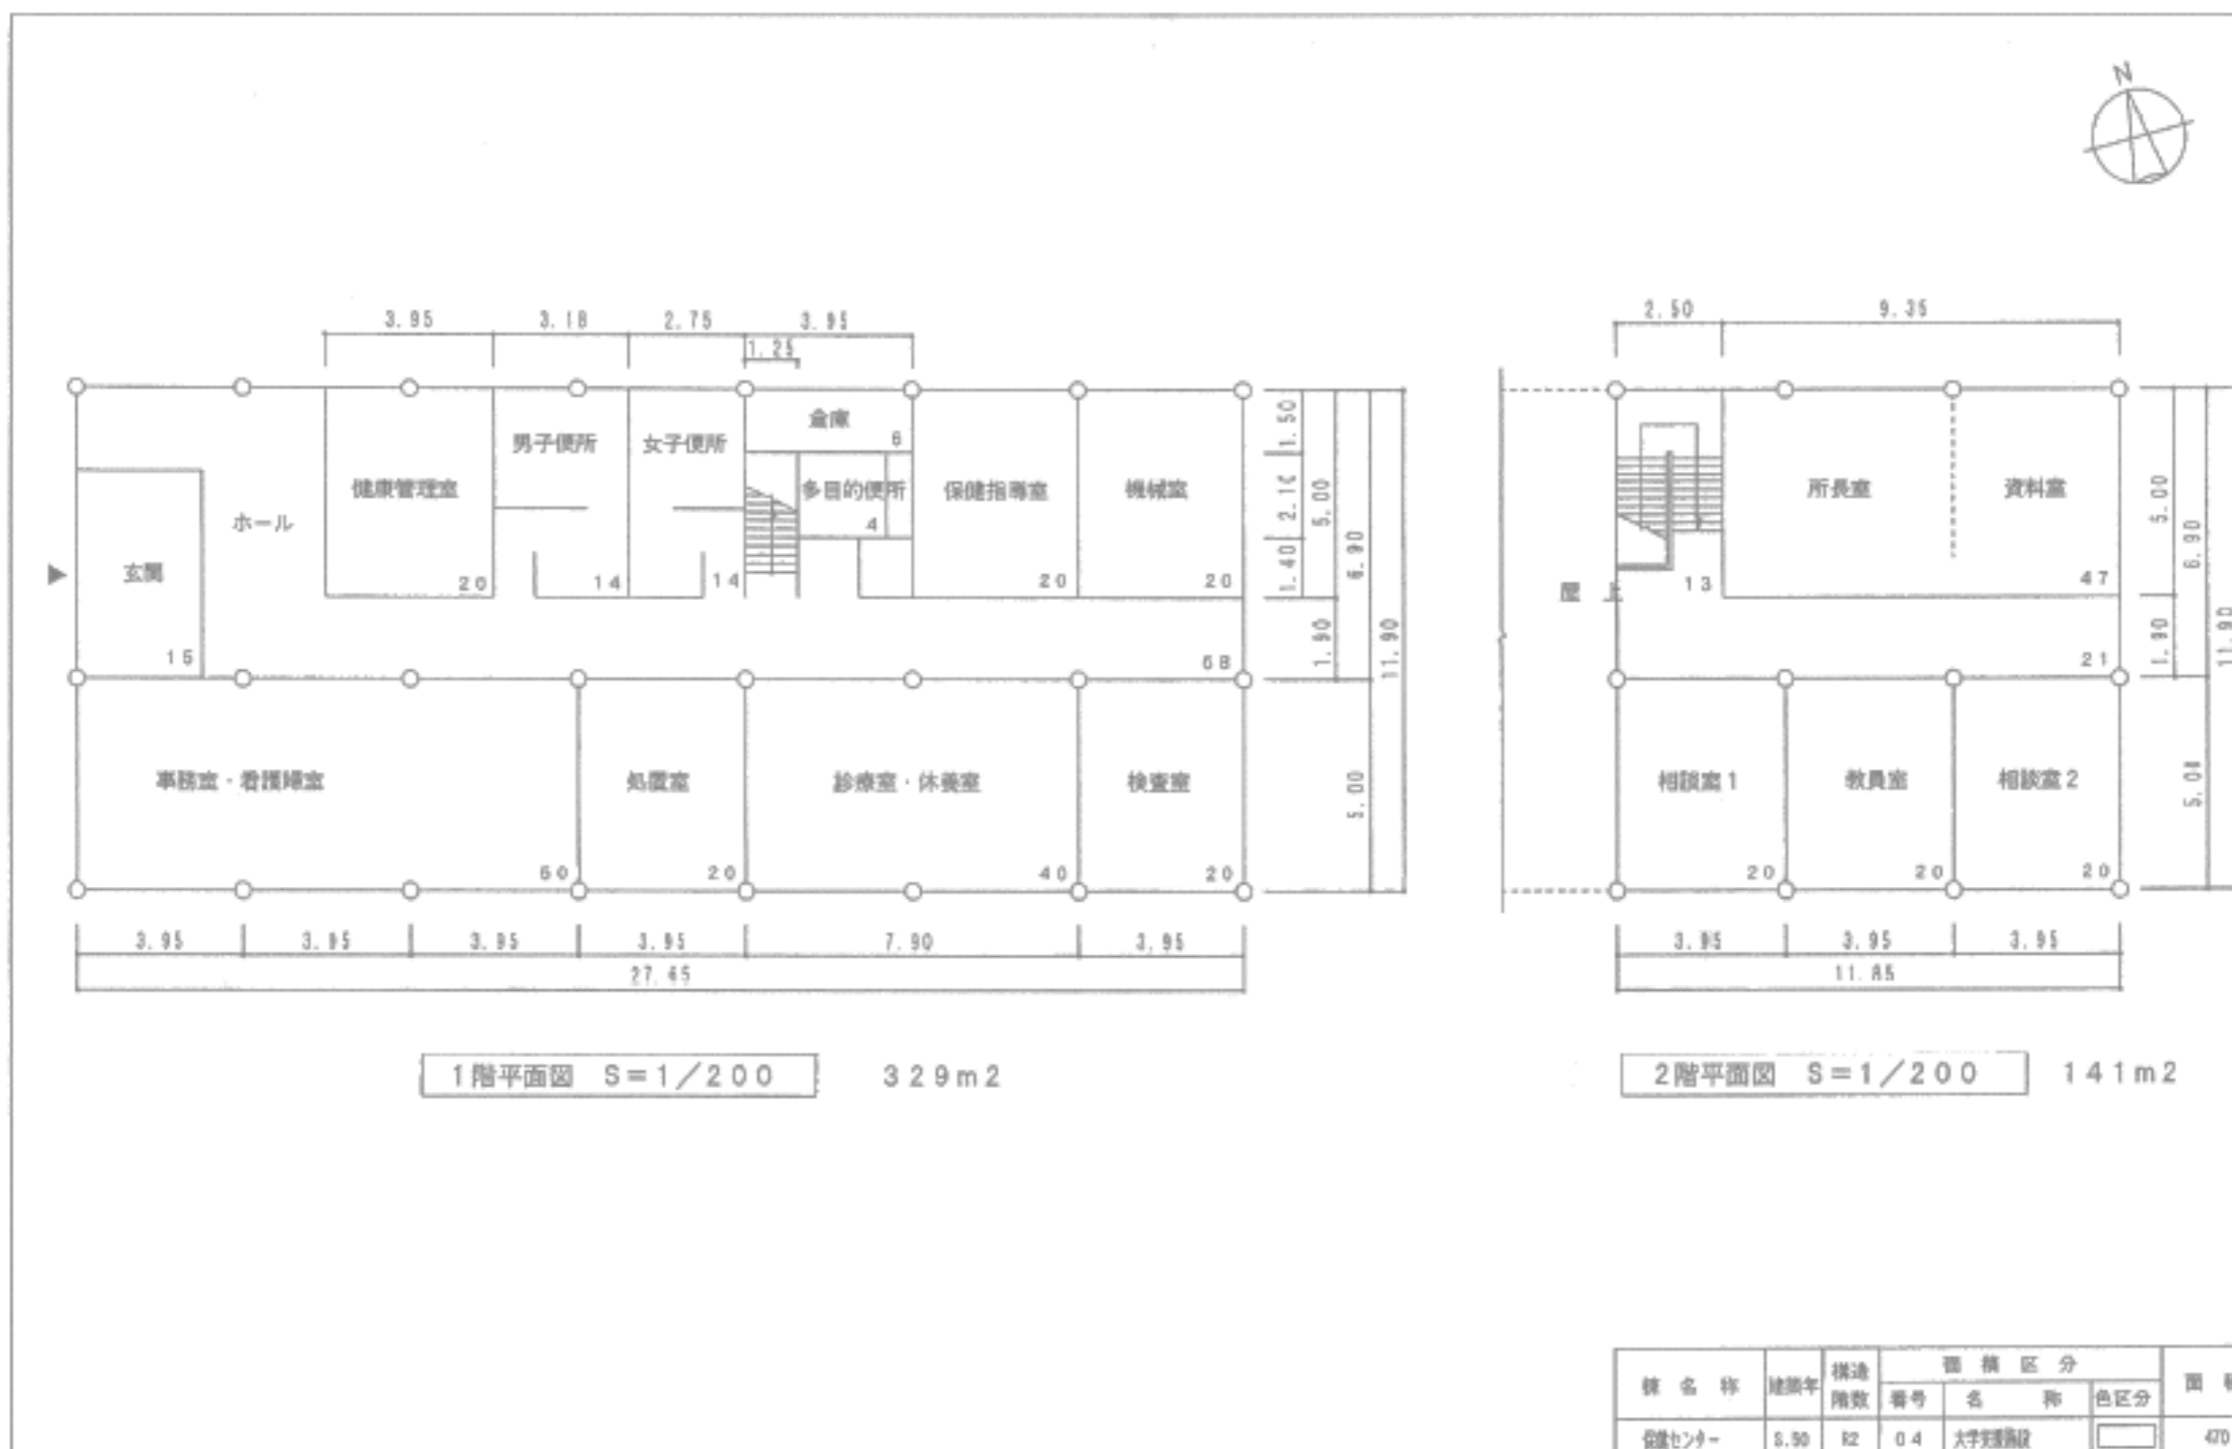 N
3.95 3.18 2.75 3.95
1.25
2.50 9.35
倉庫
6
男子便所 女子便所
健康管理室 多目的便所 保健指導室 機械室
4
ホール
玄関
20 14 14 20 20
15
68
1.50
2.10
5.00
1.40
6.90
1.90
11.90
5.00
事務室・看護婦室 処置室 診療室・休養室 検査室
60 20 40 20
3.95 3.95 3.95 3.95 7.90 3.95
27.65
1階平面図 S=1/200 329m2
所長室 資料室
屋上
13 47
21
5.00
6.90
1.90
11.90
5.00
相談室1 教員室 相談室2
20 20 20
3.95 3.95 3.95
11.85
2階平面図 S=1/200 141m2
棟名称 建築年 構造階数 面積区分
番号 名称 色区分
保健センター S.50 R2 04 470